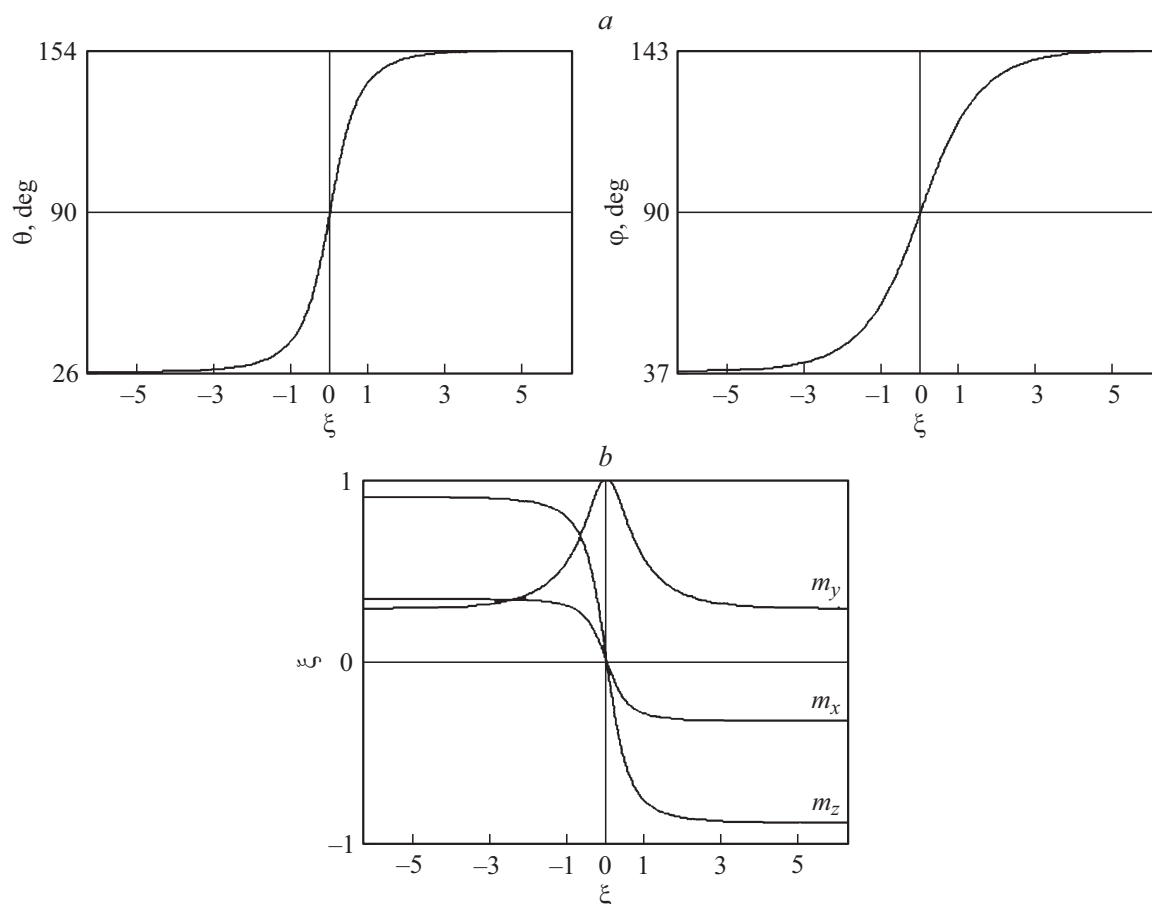 a
154
90
26
θ, deg
–5 –3 –1 0 1 3 5
ξ
143
90
37
φ, deg
–5 –3 –1 0 1 3 5
ξ
b
1
0
–1
ξ
m_y
m_x
m_z
–5 –3 –1 0 1 3 5
ξ